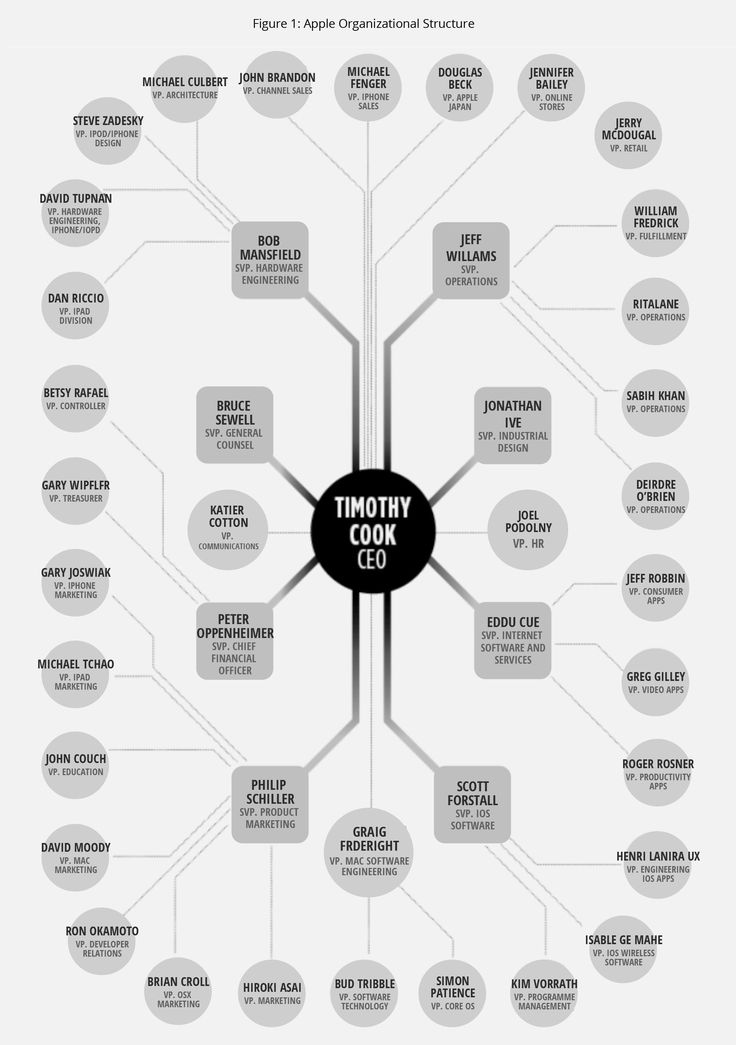 Figure 1: Apple Organizational Structure
MICHAEL CULBERT
VP. ARCHITECTURE
JOHN BRANDON
VP. CHANNEL SALES
MICHAEL
FENGER
VP. IPHONE
SALES
DOUGLAS
BECK
VP. APPLE
JAPAN
JENNIFER
BAILEY
VP. ONLINE
STORES
STEVE ZADESKY
VP. IPOD/IPHONE
DESIGN
JERRY
MCDOUGAL
VP. RETAIL
DAVID TUPNAN
VP. HARDWARE
ENGINEERING,
IPHONE/IOPD
BOB
MANSFIELD
SVP. HARDWARE
ENGINEERING
JEFF
WILLAMS
SVP.
OPERATIONS
WILLIAM
FREDRICK
VP. FULFILLMENT
DAN RICCIO
VP. IPAD
DIVISION
RITALANE
VP. OPERATIONS
BETSY RAFAEL
VP. CONTROLLER
BRUCE
SEWELL
SVP. GENERAL
COUNSEL
JONATHAN
IVE
SVP. INDUSTRIAL
DESIGN
SABIH KHAN
VP. OPERATIONS
GARY WIPFLFR
VP. TREASURER
KATIER
COTTON
VP.
COMMUNICATIONS
TIMOTHY
COOK
CEO
JOEL
PODOLNY
VP. HR
DEIRDRE
O'BRIEN
VP. OPERATIONS
GARY JOSWIAK
VP. IPHONE
MARKETING
PETER
OPPENHEIMER
SVP. CHIEF
FINANCIAL
OFFICER
EDDU CUE
SVP. INTERNET
SOFTWARE AND
SERVICES
JEFF ROBBIN
VP. CONSUMER
APPS
MICHAEL TCHAO
VP. IPAD
MARKETING
GREG GILLEY
VP. VIDEO APPS
JOHN COUCH
VP. EDUCATION
PHILIP
SCHILLER
SVP. PRODUCT
MARKETING
SCOTT
FORSTALL
SVP. IOS
SOFTWARE
ROGER ROSNER
VP. PRODUCTIVITY
APPS
DAVID MOODY
VP. MAC
MARKETING
GRAIG
FRDERIGHT
VP. MAC SOFTWARE
ENGINEERING
HENRI LANIRA UX
VP. ENGINEERING
IOS APPS
RON OKAMOTO
VP. DEVELOPER
RELATIONS
ISABLE GE MAHE
VP. IOS WIRELESS
SOFTWARE
BRIAN CROLL
VP. OSX
MARKETING
HIROKI ASAI
VP. MARKETING
BUD TRIBBLE
VP. SOFTWARE
TECHNOLOGY
SIMON
PATIENCE
VP. CORE OS
KIM VORRATH
VP. PROGRAMME
MANAGEMENT